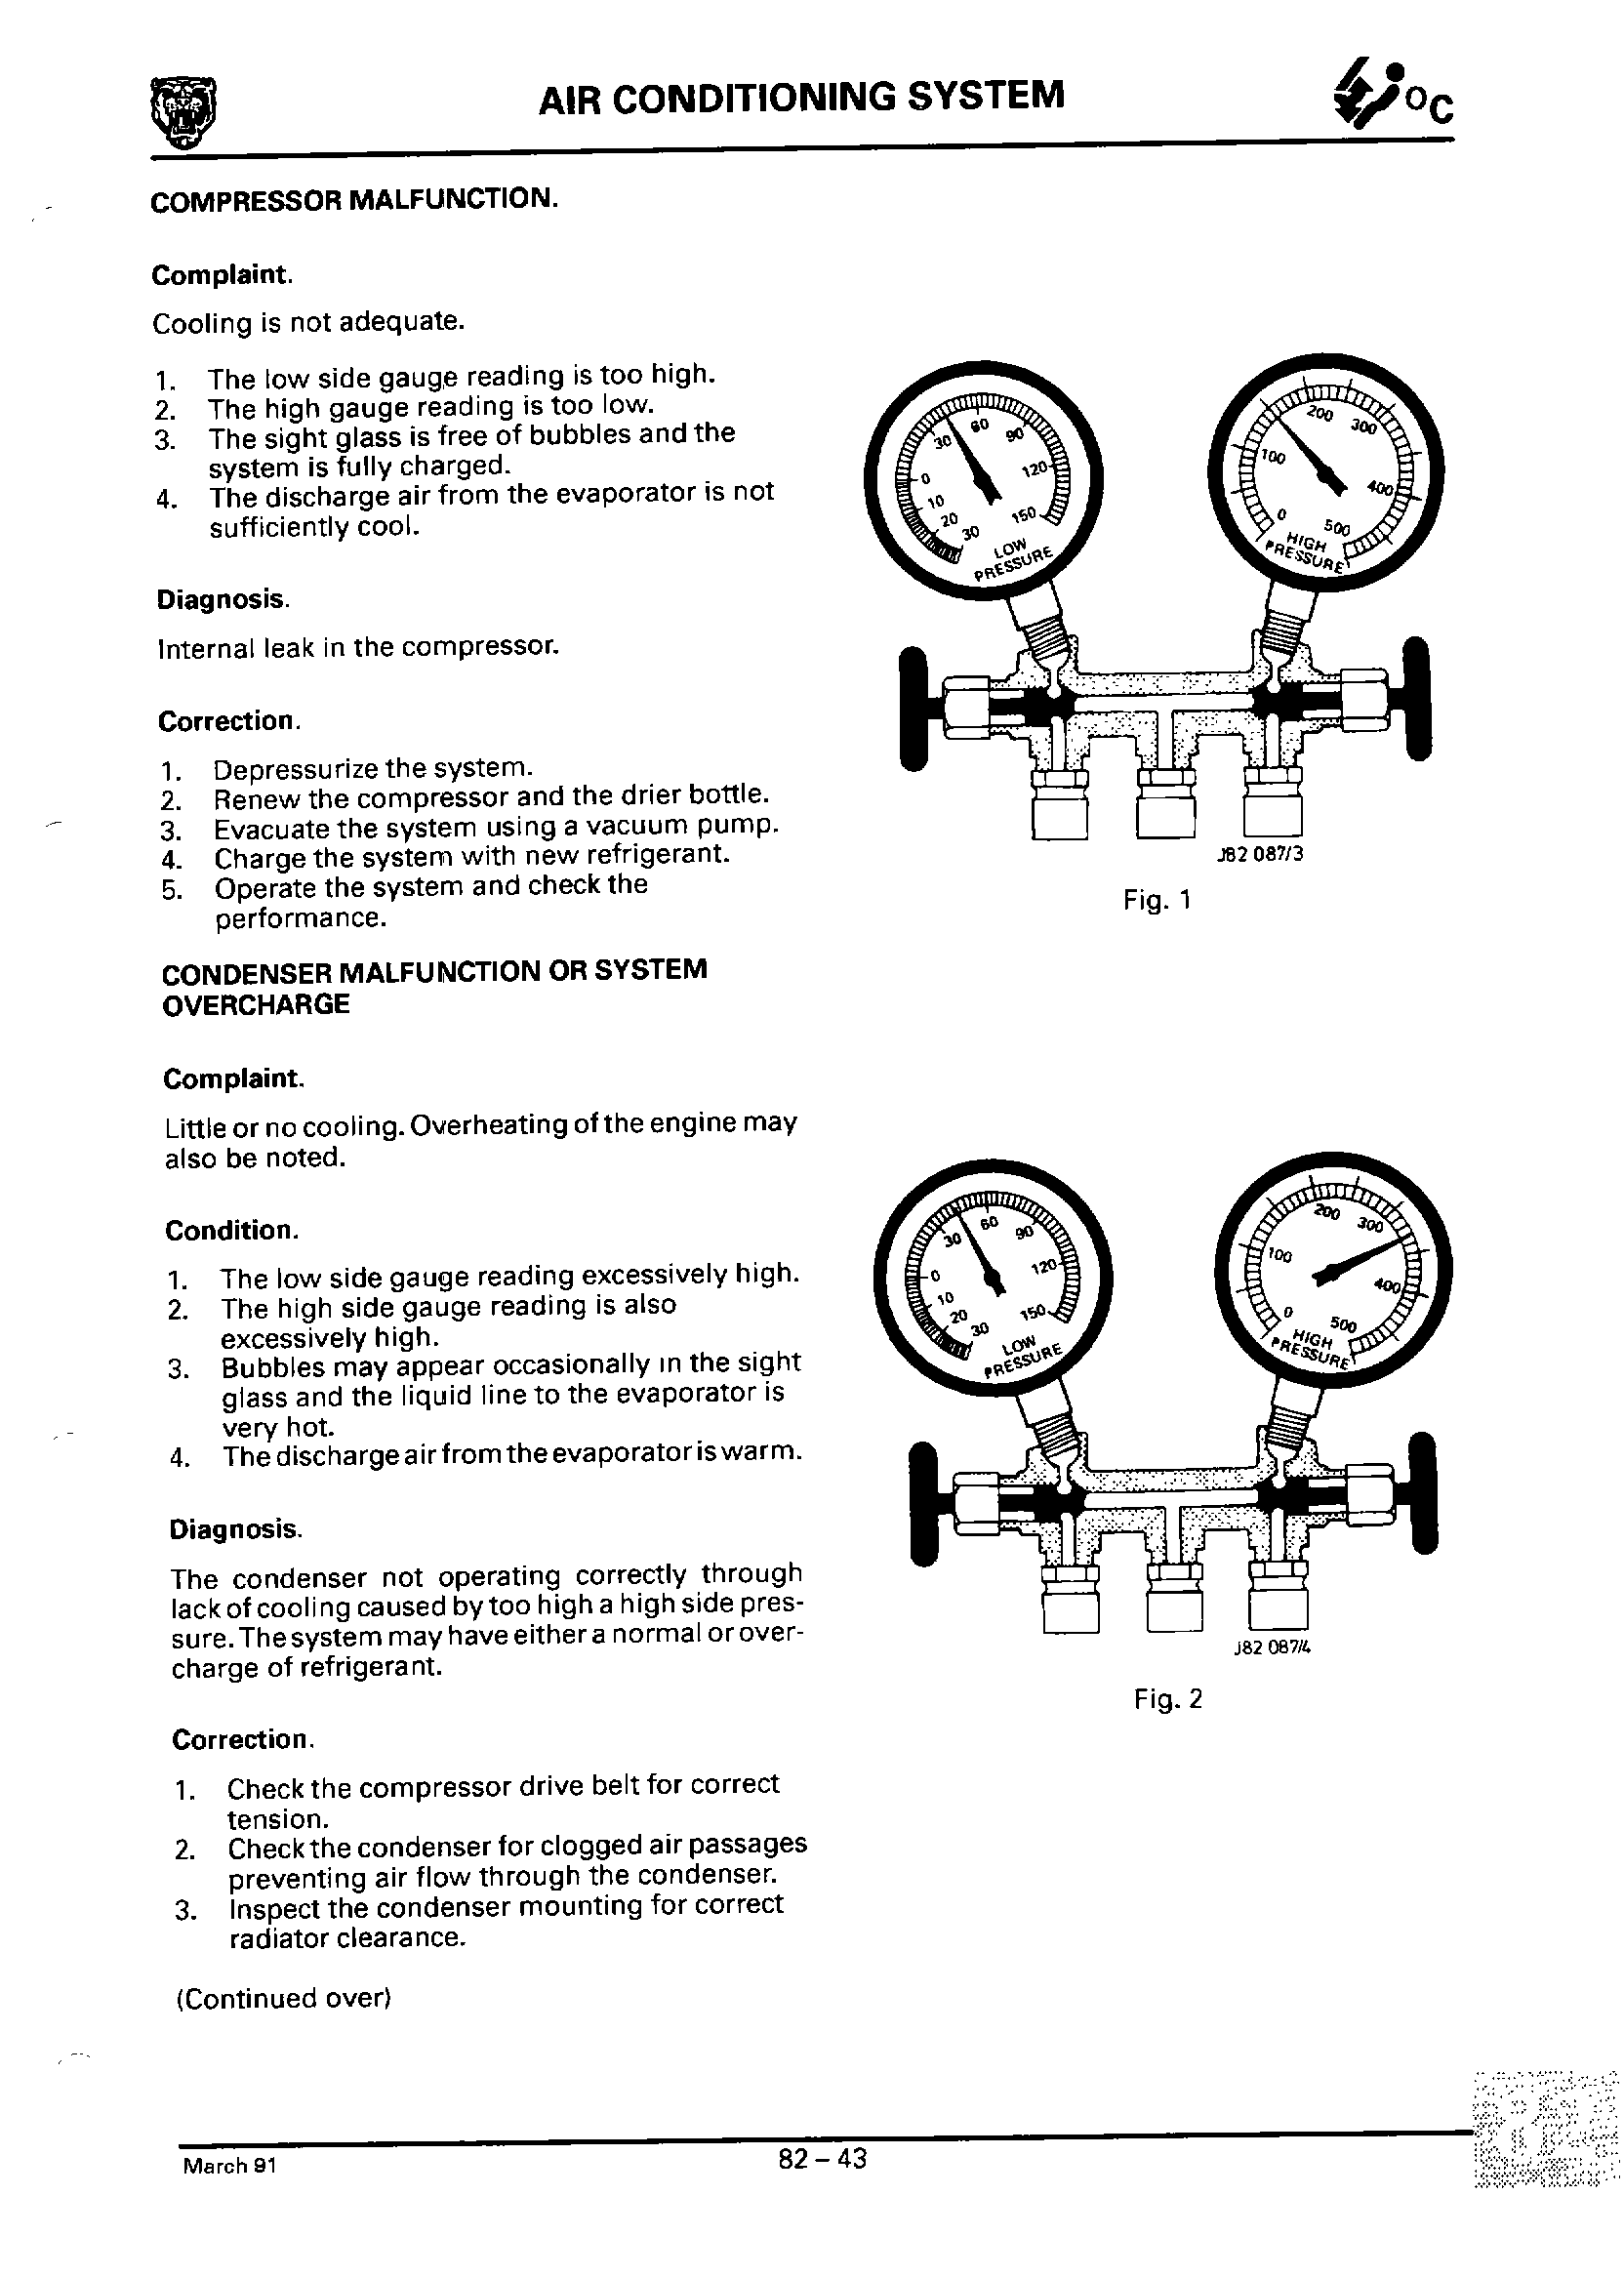 AIR CONDITIONING SYSTEM
°C
COMPRESSOR MALFUNCTION.
Complaint.
Cooling is not adequate.
1. The low side gauge reading is too high.
2. The high gauge reading is too low.
3. The sight glass is free of bubbles and the
system is fully charged.
4. The discharge air from the evaporator is not
sufficiently cool.
Diagnosis.
Internal leak in the compressor.
Correction.
1. Depressurize the system.
2. Renew the compressor and the drier bottle.
3. Evacuate the system using a vacuum pump.
4. Charge the system with new refrigerant.
5. Operate the system and check the
performance.
30 60 90 120 150
0 10 20 30
LOW
PRESSURE
0 100 200 300 400 500
HIGH
PRESSURE
J82 087/3
Fig. 1
CONDENSER MALFUNCTION OR SYSTEM
OVERCHARGE
Complaint.
Little or no cooling. Overheating of the engine may
also be noted.
Condition.
1. The low side gauge reading excessively high.
2. The high side gauge reading is also
excessively high.
3. Bubbles may appear occasionally in the sight
glass and the liquid line to the evaporator is
very hot.
4. The discharge air from the evaporator is warm.
Diagnosis.
The condenser not operating correctly through
lack of cooling caused by too high a high side pres-
sure. The system may have either a normal or over-
charge of refrigerant.
Correction.
1. Check the compressor drive belt for correct
tension.
2. Check the condenser for clogged air passages
preventing air flow through the condenser.
3. Inspect the condenser mounting for correct
radiator clearance.
(Continued over)
30 60 90 120 150
0 10 20 30
LOW
PRESSURE
0 100 200 300 400 500
HIGH
PRESSURE
J82 087/4
Fig. 2
March 91
82 – 43